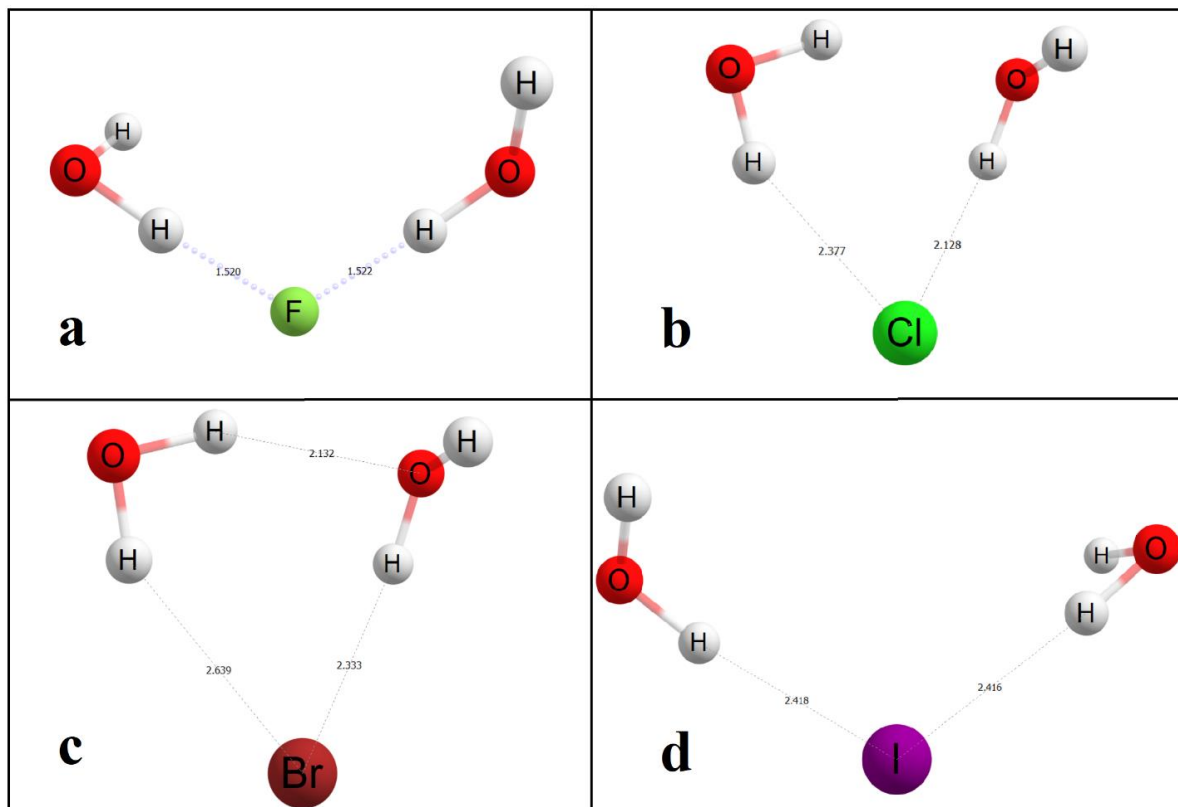 H
O
H
H
O
H
1.520
1.522
F
a
H
O
H
O
H
H
2.377
2.128
Cl
b
H
O
H
2.132
O
H
H
H
2.639
2.333
Br
c
H
O
H
H
O
H
2.418
2.416
I
d